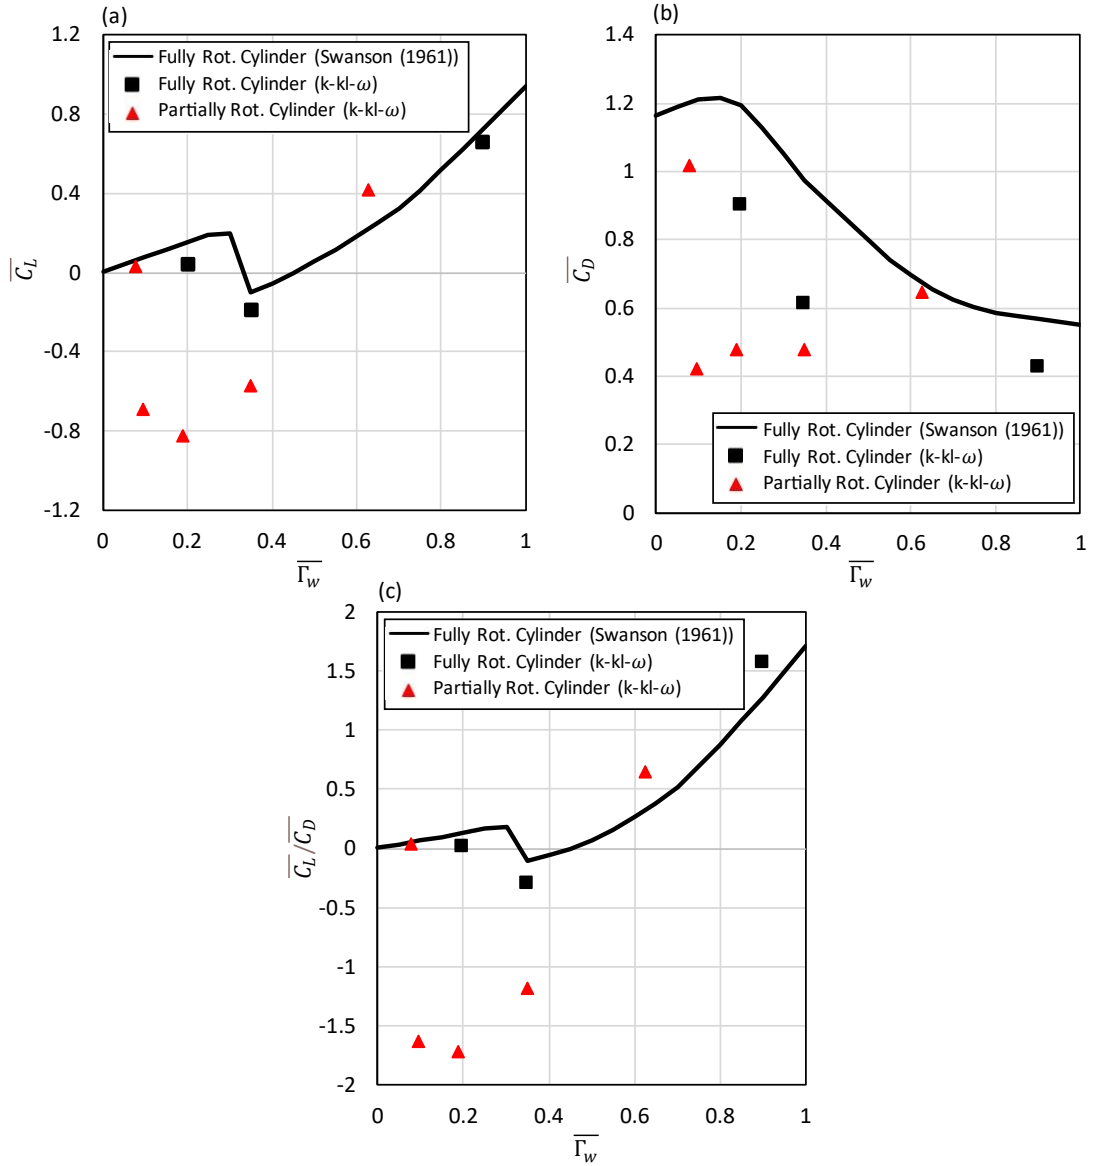 (a)
1.2
0.8
0.4
0
-0.4
-0.8
-1.2
C_L
Fully Rot. Cylinder (Swanson (1961))
Fully Rot. Cylinder (k-kl-ω)
Partially Rot. Cylinder (k-kl-ω)
0 0.2 0.4 0.6 0.8 1
Γ_w
(b)
1.4
1.2
1
0.8
0.6
0.4
0.2
0
C_D
Fully Rot. Cylinder (Swanson (1961))
Fully Rot. Cylinder (k-kl-ω)
Partially Rot. Cylinder (k-kl-ω)
0 0.2 0.4 0.6 0.8 1
Γ_w
(c)
2
1.5
1
0.5
0
-0.5
-1
-1.5
-2
C_L/C_D
Fully Rot. Cylinder (Swanson (1961))
Fully Rot. Cylinder (k-kl-ω)
Partially Rot. Cylinder (k-kl-ω)
0 0.2 0.4 0.6 0.8 1
Γ_w